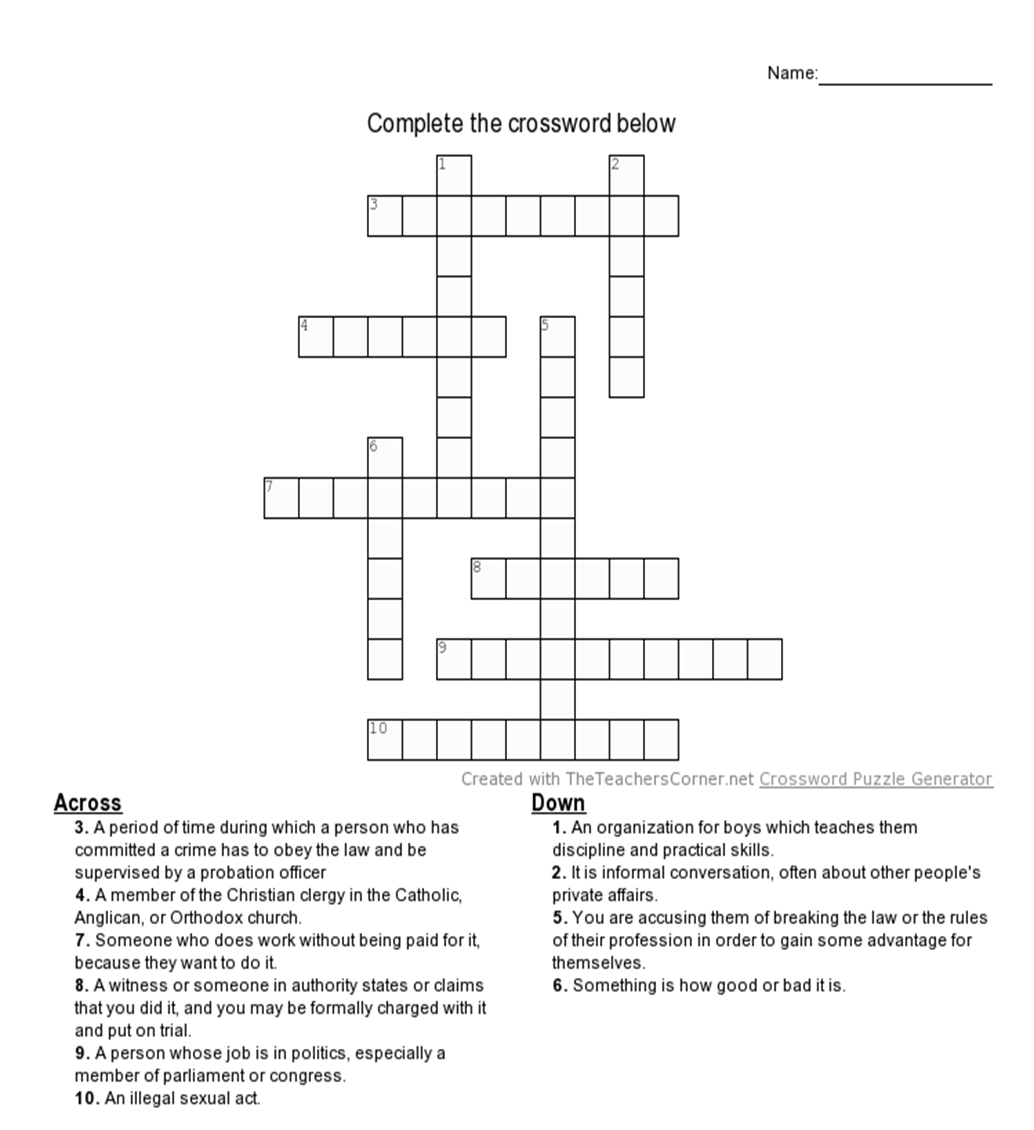 Name:
Complete the crossword below
1
2
3
4
5
6
7
8
9
10
Created with TheTeachersCorner.net Crossword Puzzle Generator
Across
3. A period of time during which a person who has
committed a crime has to obey the law and be
supervised by a probation officer
4. A member of the Christian clergy in the Catholic,
Anglican, or Orthodox church.
7. Someone who does work without being paid for it,
because they want to do it.
8. A witness or someone in authority states or claims
that you did it, and you may be formally charged with it
and put on trial.
9. A person whose job is in politics, especially a
member of parliament or congress.
10. An illegal sexual act.
Down
1. An organization for boys which teaches them
discipline and practical skills.
2. It is informal conversation, often about other people's
private affairs.
5. You are accusing them of breaking the law or the rules
of their profession in order to gain some advantage for
themselves.
6. Something is how good or bad it is.